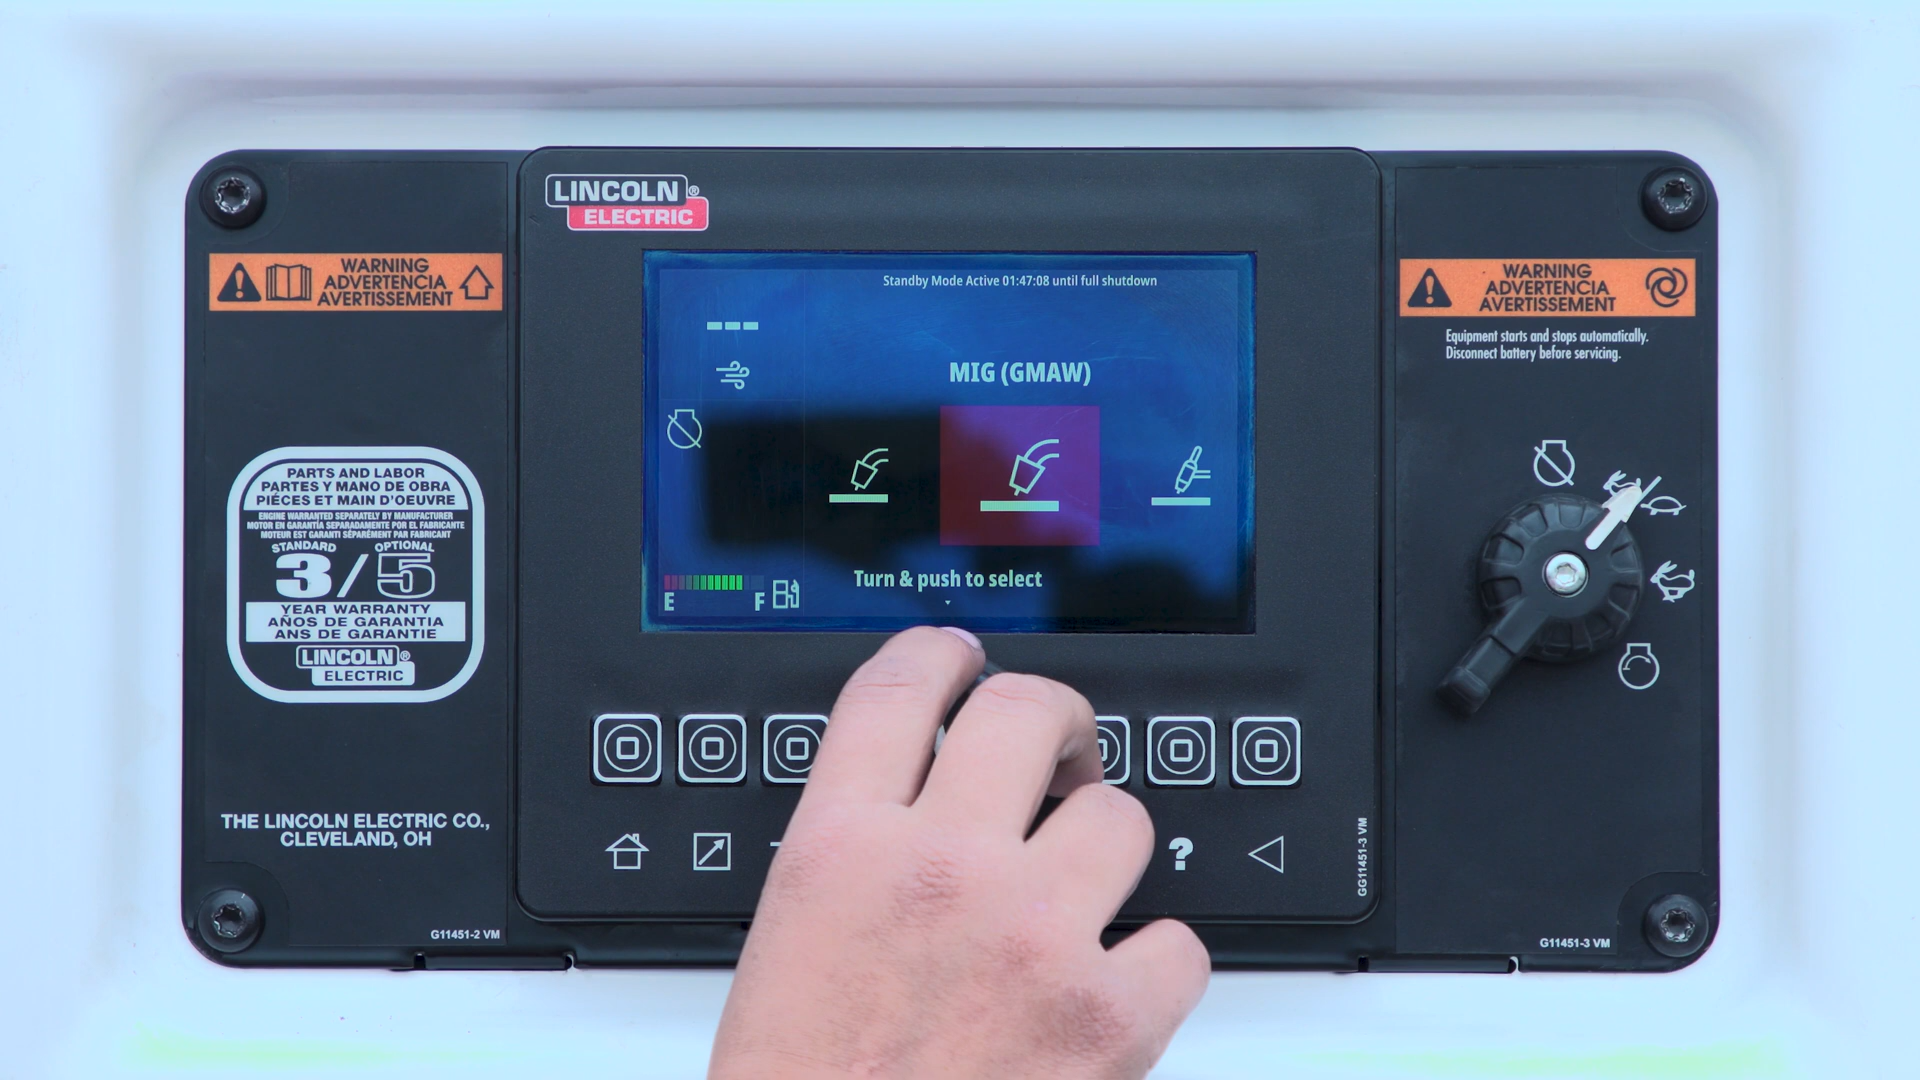 LINCOLN®
ELECTRIC
WARNING
ADVERTENCIA
AVERTISSEMENT
PARTS AND LABOR
PARTES Y MANO DE OBRA
PIÉCES ET MAIN D'OEUVRE
ENGINE WARRANTED SEPARATELY BY MANUFACTURER
MOTOR EN GARANTÍA SEPARADAMENTE POR EL FABRICANTE
MOTEUR EST GARANTI SÉPARÉMENT PAR FABRICANT
STANDARD OPTIONAL
3/5
YEAR WARRANTY
AÑOS DE GARANTIA
ANS DE GARANTIE
LINCOLN®
ELECTRIC
THE LINCOLN ELECTRIC CO.,
CLEVELAND, OH
G11451-2 VM
Standby Mode Active 01:47:08 until full shutdown
MIG (GMAW)
Turn & push to select
E F
?
GG11451-3 VM
WARNING
ADVERTENCIA
AVERTISSEMENT
Equipment starts and stops automatically.
Disconnect battery before servicing.
G11451-3 VM